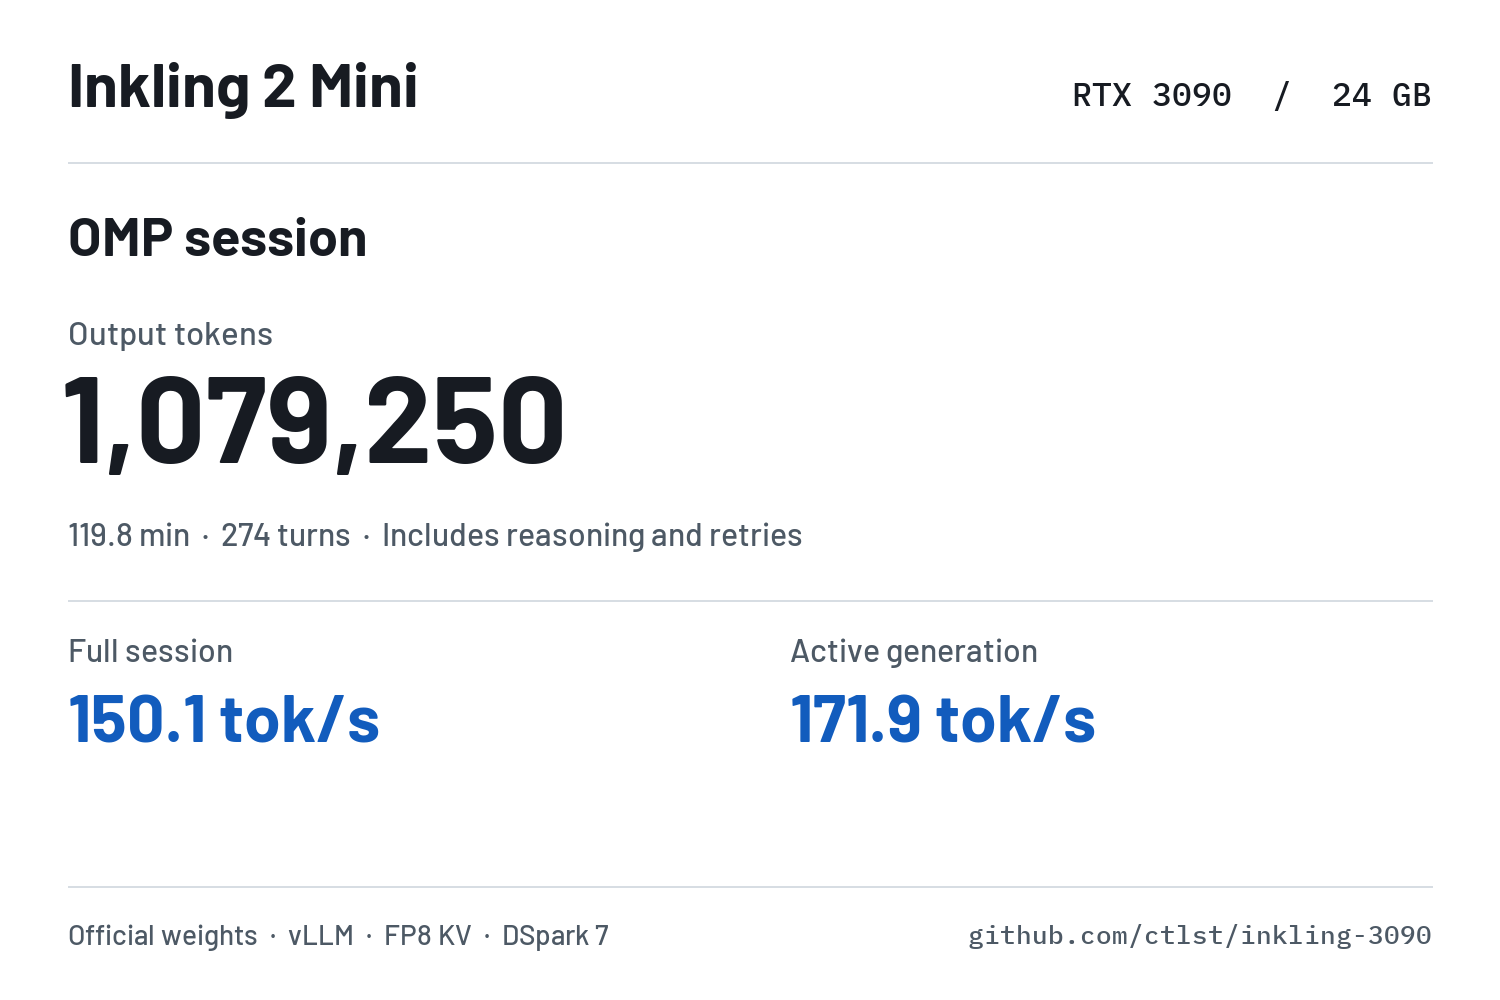 Inkling 2 Mini
RTX 3090 / 24 GB
OMP session
Output tokens
1,079,250
119.8 min · 274 turns · Includes reasoning and retries
Full session
150.1 tok/s
Active generation
171.9 tok/s
Official weights · vLLM · FP8 KV · DSpark 7
github.com/ctlst/inkling-3090